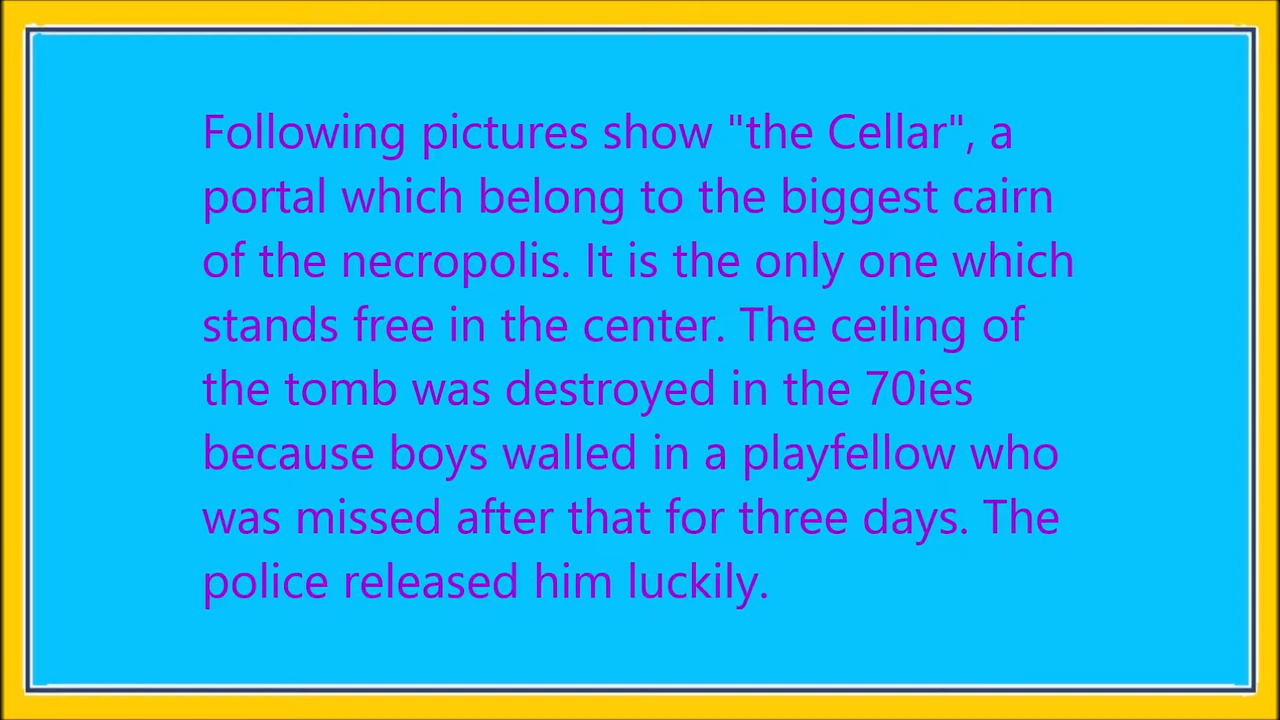 Following pictures show "the Cellar", a
portal which belong to the biggest cairn
of the necropolis. It is the only one which
stands free in the center. The ceiling of
the tomb was destroyed in the 70ies
because boys walled in a playfellow who
was missed after that for three days. The
police released him luckily.